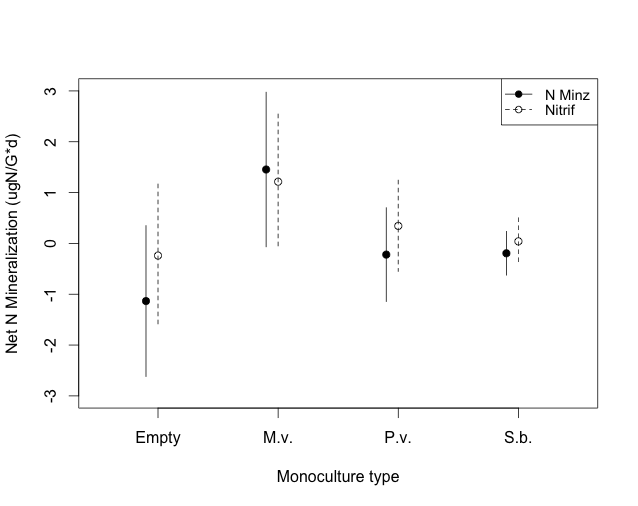 N Minz
Nitrif
Net N Mineralization (ugN/G*d)
3
2
1
0
-1
-2
-3
Empty M.v. P.v. S.b.
Monoculture type